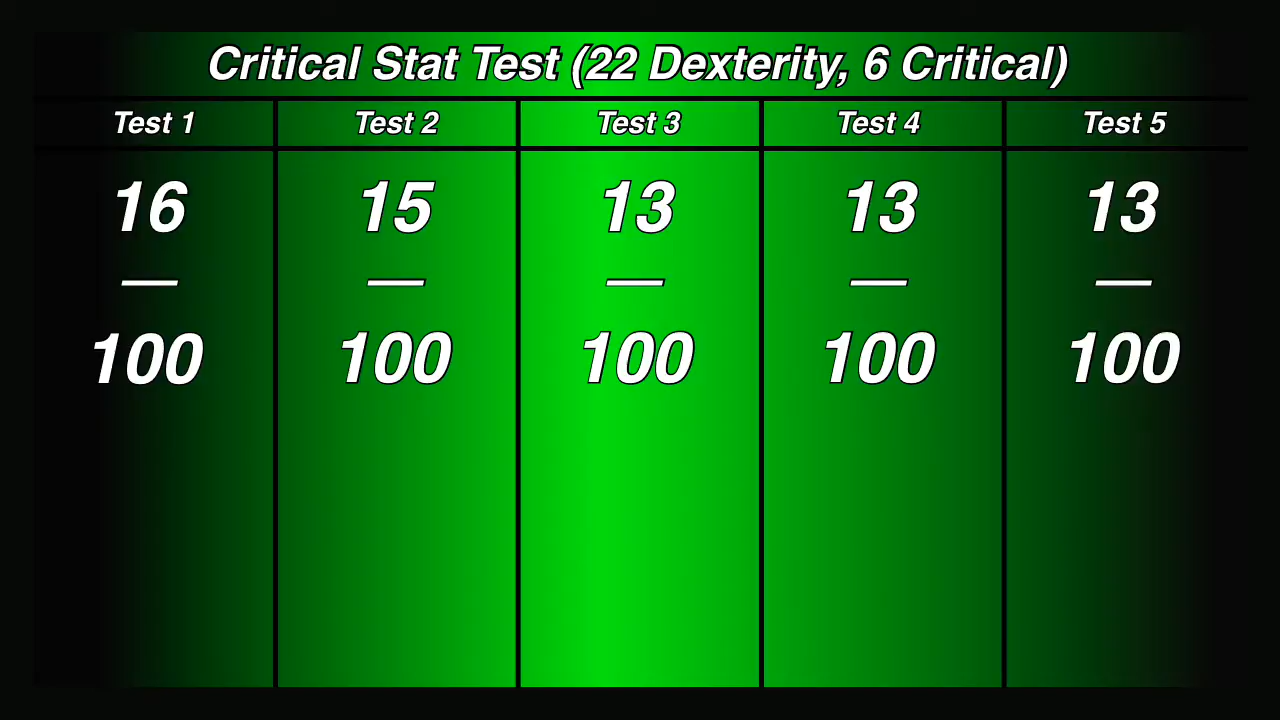 Critical Stat Test (22 Dexterity, 6 Critical)
Test 1 Test 2 Test 3 Test 4 Test 5
16 15 13 13 13
— — — — —
100 100 100 100 100